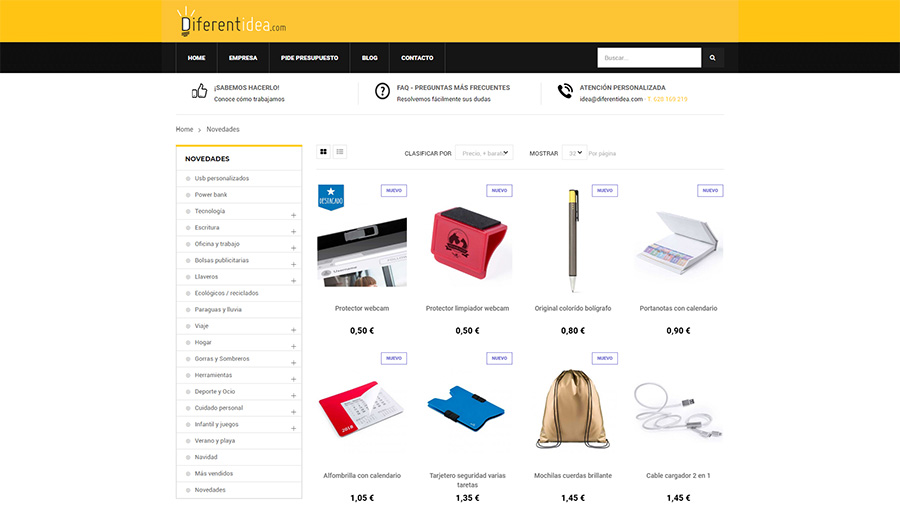 Diferentidea.com
HOME EMPRESA PIDE PRESUPUESTO BLOG CONTACTO Buscar...
¡SABEMOS HACERLO!
Conoce cómo trabajamos
FAQ - PREGUNTAS MÁS FRECUENTES
Resolvemos fácilmente sus dudas
ATENCIÓN PERSONALIZADA
idea@diferentidea.com
Home > Novedades
NOVEDADES
Usb personalizados
Power bank
Tecnología
Escritura
Oficina y trabajo
Bolsas publicitarias
Llaveros
Ecológicos / reciclados
Paraguas y lluvia
Viaje
Hogar
Gorras y Sombreros
Herramientas
Deporte y Ocio
Cuidado personal
Infantil y juegos
Verano y playa
Navidad
Más vendidos
Novedades
CLASIFICAR POR Precio, + barato MOSTRAR 32 Por página
DESTACADO
NUEVO NUEVO NUEVO NUEVO
Username
Protector webcam
0,50 €
Protector limpiador webcam
0,50 €
Original colorido bolígrafo
0,80 €
Portanotas con calendario
0,90 €
NUEVO NUEVO NUEVO
2018
Alfombrilla con calendario
1,05 €
Tarjetero seguridad varias
taretas
1,35 €
Mochilas cuerdas brillante
1,45 €
Cable cargador 2 en 1
1,45 €